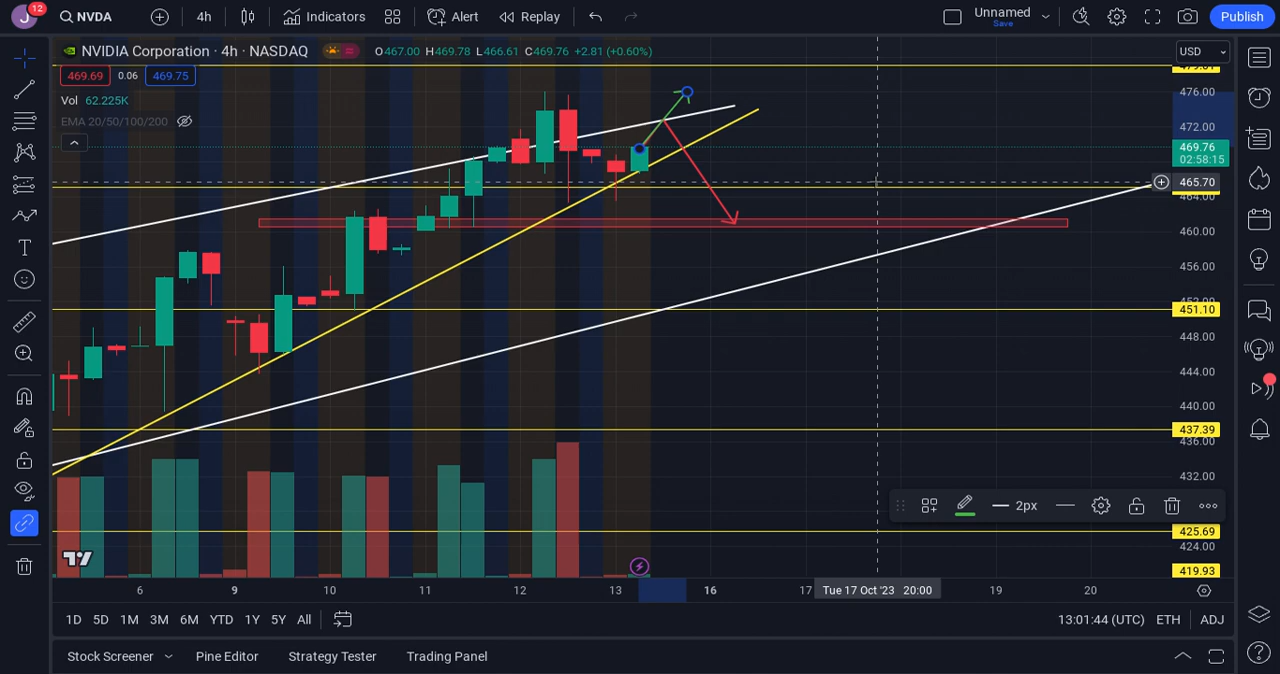 J 12 NVDA 4h Indicators Alert Replay Unnamed Save Publish
NVIDIA Corporation · 4h · NASDAQ O467.00 H469.78 L466.61 C469.76 +2.81 (+0.60%) USD
469.69 0.06 469.75
Vol 62.225K
EMA 20/50/100/200
476.00
472.00
469.76
02:58:15
465.70
464.00
460.00
456.00
452.00
451.10
448.00
444.00
440.00
437.39
436.00
432.00
2px
425.69
424.00
419.93
6 9 10 11 12 13 16 17 Tue 17 Oct '23 20:00 19 20
1D 5D 1M 3M 6M YTD 1Y 5Y All 13:01:44 (UTC) ETH ADJ
Stock Screener Pine Editor Strategy Tester Trading Panel